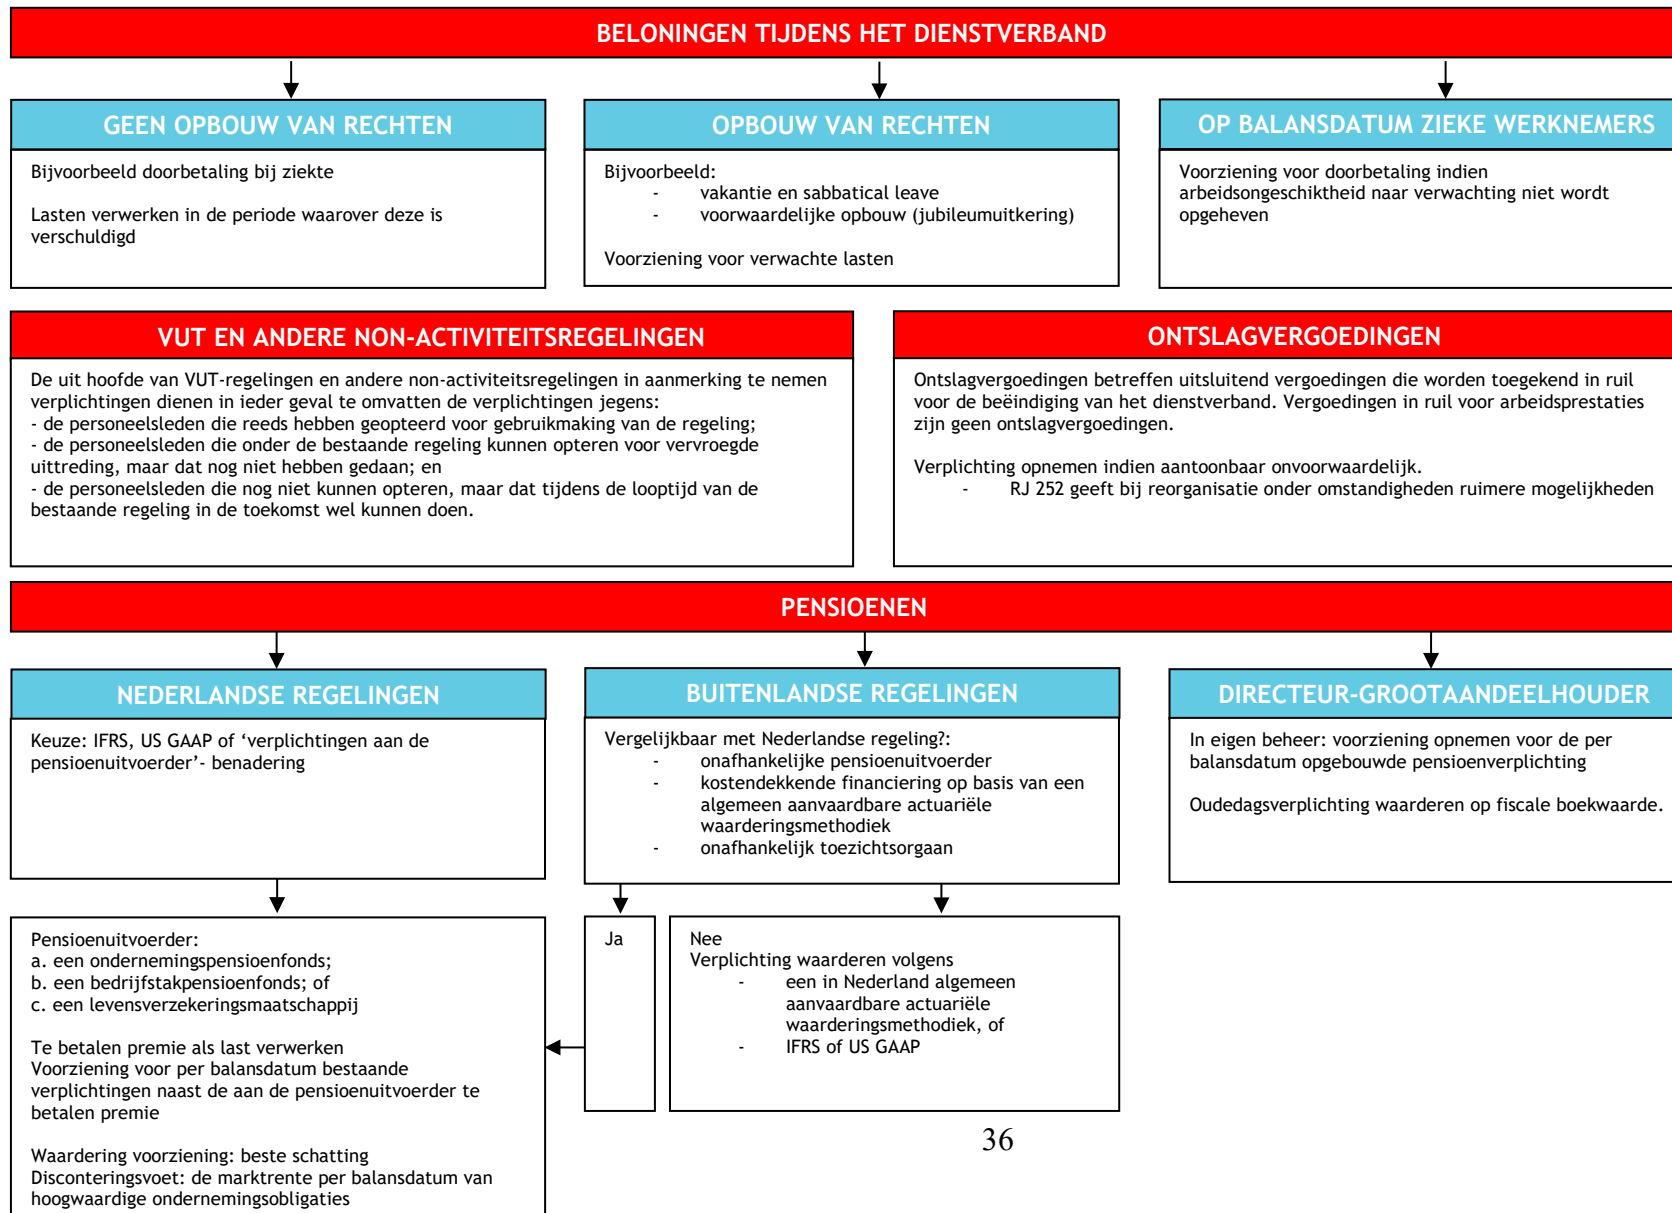 BELONINGEN TIJDENS HET DIENSTVERBAND
GEEN OPBOUW VAN RECHTEN
Bijvoorbeeld doorbetaling bij ziekte
Lasten verwerken in de periode waarover deze is
verschuldigd
OPBOUW VAN RECHTEN
Bijvoorbeeld:
- vakantie en sabbatical leave
- voorwaardelijke opbouw (jubileumuitkering)
Voorziening voor verwachte lasten
OP BALANSDATUM ZIEKE WERKNEMERS
Voorziening voor doorbetaling indien
arbeidsongeschiktheid naar verwachting niet wordt
opgeheven
VUT EN ANDERE NON-ACTIVITEITSREGELINGEN
De uit hoofde van VUT-regelingen en andere non-activiteitsregelingen in aanmerking te nemen
verplichtingen dienen in ieder geval te omvatten de verplichtingen jegens:
- de personeelsleden die reeds hebben geopteerd voor gebruikmaking van de regeling;
- de personeelsleden die onder de bestaande regeling kunnen opteren voor vervroegde
uittreding, maar dat nog niet hebben gedaan; en
- de personeelsleden die nog niet kunnen opteren, maar dat tijdens de looptijd van de
bestaande regeling in de toekomst wel kunnen doen.
ONTSLAGVERGOEDINGEN
Ontslagvergoedingen betreffen uitsluitend vergoedingen die worden toegekend in ruil
voor de beëindiging van het dienstverband. Vergoedingen in ruil voor arbeidsprestaties
zijn geen ontslagvergoedingen.
Verplichting opnemen indien aantoonbaar onvoorwaardelijk.
- RJ 252 geeft bij reorganisatie onder omstandigheden ruimere mogelijkheden
PENSIOENEN
NEDERLANDSE REGELINGEN
Keuze: IFRS, US GAAP of ‘verplichtingen aan de
pensioenuitvoerder’- benadering
Pensioenuitvoerder:
a. een ondernemingspensioenfonds;
b. een bedrijfstakpensioenfonds; of
c. een levensverzekeringsmaatschappij
Te betalen premie als last verwerken
Voorziening voor per balansdatum bestaande
verplichtingen naast de aan de pensioenuitvoerder te
betalen premie
Waardering voorziening: beste schatting
Disconteringsvoet: de marktrente per balansdatum van
hoogwaardige ondernemingsobligaties
BUITENLANDSE REGELINGEN
Vergelijkbaar met Nederlandse regeling?:
- onafhankelijke pensioenuitvoerder
- kostendekkende financiering op basis van een
algemeen aanvaardbare actuariële
waarderingsmethodiek
- onafhankelijk toezichtsorgaan
Ja
Nee
Verplichting waarderen volgens
- een in Nederland algemeen
aanvaardbare actuariële
waarderingsmethodiek, of
- IFRS of US GAAP
DIRECTEUR-GROOTAANDEELHOUDER
In eigen beheer: voorziening opnemen voor de per
balansdatum opgebouwde pensioenverplichting
Oudedagsverplichting waarderen op fiscale boekwaarde.
36